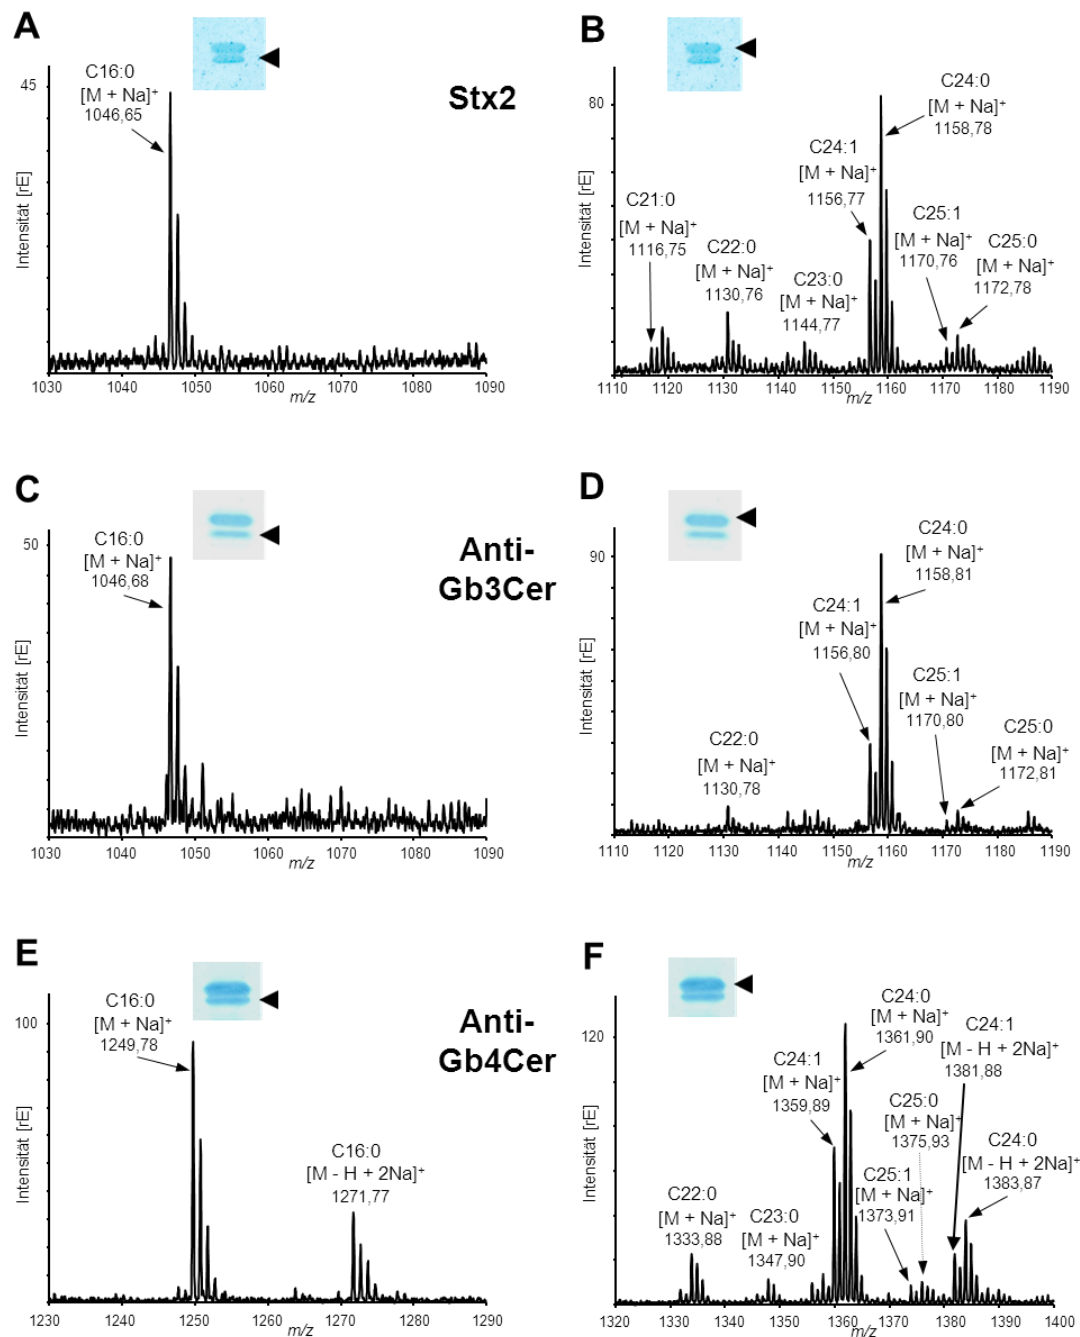 A
C16:0
[M + Na]+
1046,65
45
Intensität [rE]
1030 1040 1050 1060 1070 1080 1090
m/z
Stx2
B
80
Intensität [rE]
C21:0
[M + Na]+
1116,75
C22:0
[M + Na]+
1130,76
C23:0
[M + Na]+
1144,77
C24:1
[M + Na]+
1156,77
C24:0
[M + Na]+
1158,78
C25:1
[M + Na]+
1170,76
C25:0
[M + Na]+
1172,78
1110 1120 1130 1140 1150 1160 1170 1180 1190
m/z
C
50
Intensität [rE]
C16:0
[M + Na]+
1046,68
1030 1040 1050 1060 1070 1080 1090
m/z
Anti-
Gb3Cer
D
90
Intensität [rE]
C22:0
[M + Na]+
1130,78
C24:1
[M + Na]+
1156,80
C24:0
[M + Na]+
1158,81
C25:1
[M + Na]+
1170,80
C25:0
[M + Na]+
1172,81
1110 1120 1130 1140 1150 1160 1170 1180 1190
m/z
E
100
Intensität [rE]
C16:0
[M + Na]+
1249,78
C16:0
[M - H + 2Na]+
1271,77
1230 1240 1250 1260 1270 1280 1290
m/z
Anti-
Gb4Cer
F
120
Intensität [rE]
C22:0
[M + Na]+
1333,88
C23:0
[M + Na]+
1347,90
C24:1
[M + Na]+
1359,89
C24:0
[M + Na]+
1361,90
C25:1
[M + Na]+
1373,91
C25:0
[M + Na]+
1375,93
C24:1
[M - H + 2Na]+
1381,88
C24:0
[M - H + 2Na]+
1383,87
1320 1330 1340 1350 1360 1370 1380 1390 1400
m/z